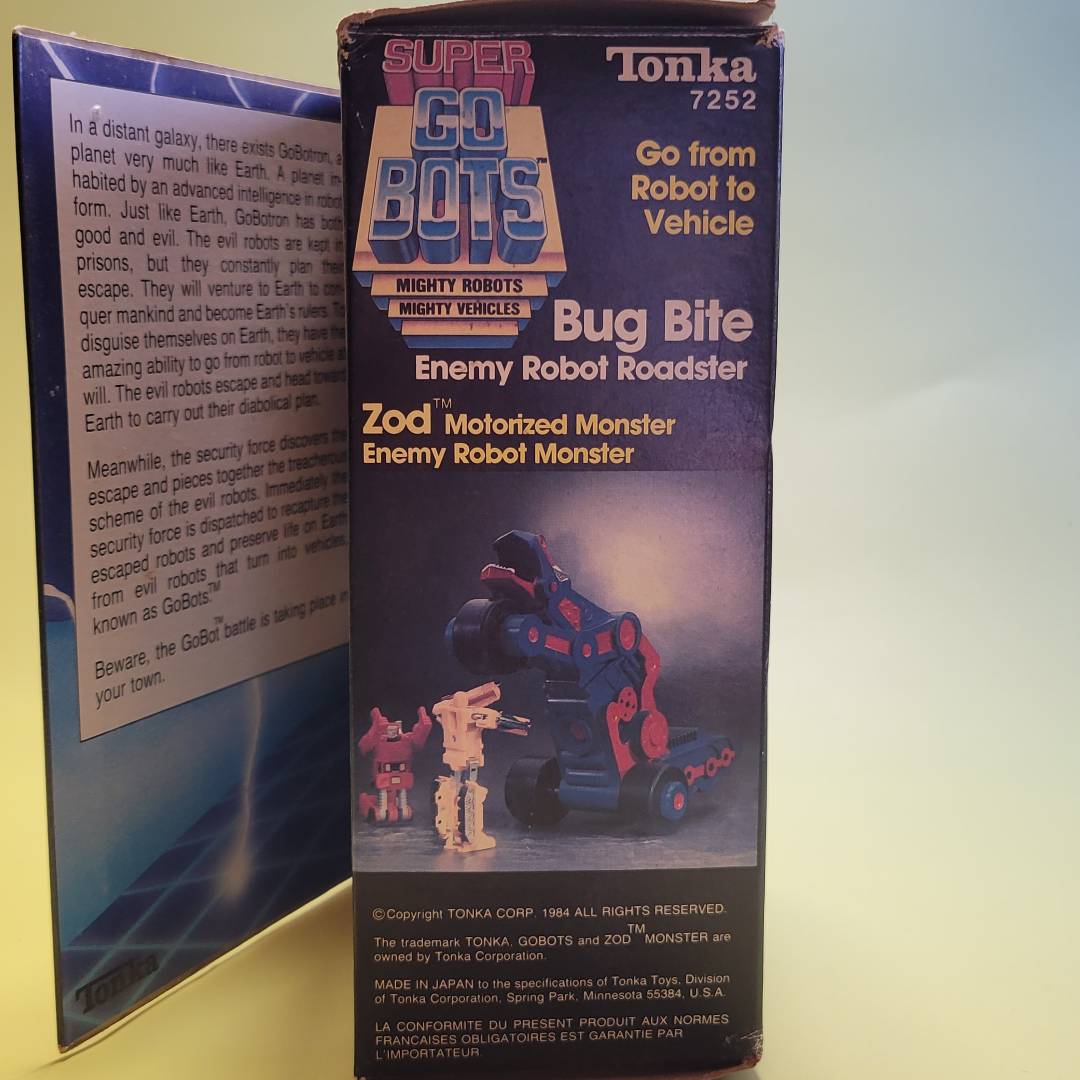 In a distant galaxy, there exists GoBotron, a
planet very much like Earth. A planet in-
habited by an advanced intelligence in robot
form. Just like Earth, GoBotron has both
good and evil. The evil robots are kept in
prisons, but they constantly plan their
escape. They will venture to Earth to con-
quer mankind and become Earth's rulers. To
disguise themselves on Earth, they have the
amazing ability to go from robot to vehicle at
will. The evil robots escape and head toward
Earth to carry out their diabolical plan.
Meanwhile, the security force discovers the
escape and pieces together the treacherous
scheme of the evil robots. Immediately the
security force is dispatched to recapture the
escaped robots and preserve life on Earth
from evil robots that turn into vehicles,
known as GoBots.™
Beware, the GoBot™ battle is taking place in
your town.
Tonka
SUPER
GO
BOTS™
MIGHTY ROBOTS
MIGHTY VEHICLES
Tonka
7252
Go from
Robot to
Vehicle
Bug Bite
Enemy Robot Roadster
Zod™ Motorized Monster
Enemy Robot Monster
©Copyright TONKA CORP. 1984 ALL RIGHTS RESERVED.
The trademark TONKA, GOBOTS and ZOD™ MONSTER are
owned by Tonka Corporation.
MADE IN JAPAN to the specifications of Tonka Toys, Division
of Tonka Corporation, Spring Park, Minnesota 55384, U.S.A.
LA CONFORMITE DU PRESENT PRODUIT AUX NORMES
FRANCAISES OBLIGATOIRES EST GARANTIE PAR
L'IMPORTATEUR.